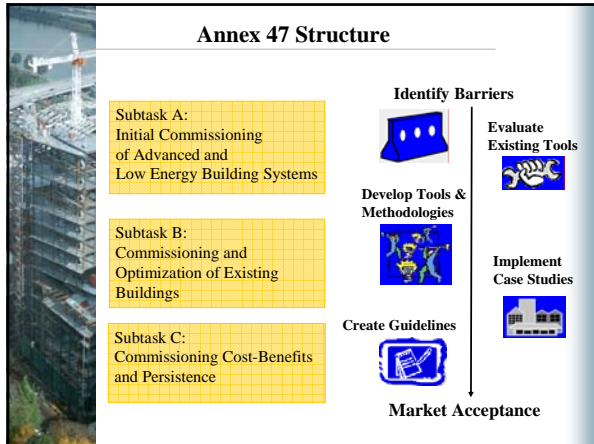 Annex 47 Structure
Subtask A:
Initial Commissioning
of Advanced and
Low Energy Building Systems
Subtask B:
Commissioning and
Optimization of Existing
Buildings
Subtask C:
Commissioning Cost-Benefits
and Persistence
Identify Barriers
Evaluate
Existing Tools
Develop Tools &
Methodologies
Implement
Case Studies
Create Guidelines
Market Acceptance